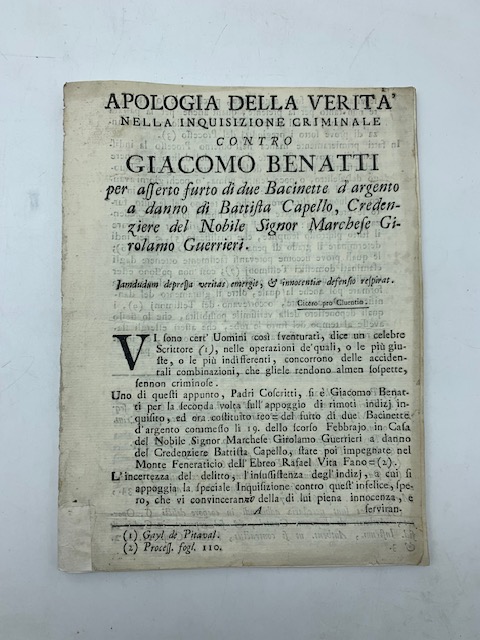 APOLOGIA DELLA VERITA'
NELLA INQUISIZIONE CRIMINALE
CONTRO
GIACOMO BENATTI
per asserto furto di due Bacinette d'argento
a danno di Battista Capello, Creden-
ziere del Nobile Signor Marchese Gi-
rolamo Guerrieri.
Jamdudum depressa veritas emergit, & innocentiæ defensio respirat.
Cicero: pro Cluentio.
VI sono cert' Uomini così sventurati, dice un celebre
Scrittore (1), nelle operazioni de'quali, o le più giu-
ste, o le più indifferenti, concorrono delle acciden-
rali combinazioni, che gliele rendono almen sospette,
sennon criminose.
Uno di questi appunto, Padri Coscritti, si è Giacomo Benat-
ti per la seconda volta sull'appoggio di rimoti indizj in-
quisito, ed ora costituito reo = del furto di due Bacinette
d'argento commesso li 19. dello scorso Febbrajo in Casa
del Nobile Signor Marchese Girolamo Guerrieri a danno
del Credenziere Battista Capello, state poi impegnate nel
Monte Feneraticio dell'Ebreo Rafael Vita Fano = (2).
L'incertezza del delitto, l'insussistenza degl'indizj, a cui si
appoggia la speciale Inquisizione contro quest'infelice, spe-
ro, che vi convinceranno della di lui piena innocenza, e
A serviran-
(1) Gayl de Pitaval.
(2) Process. fogl. 110.